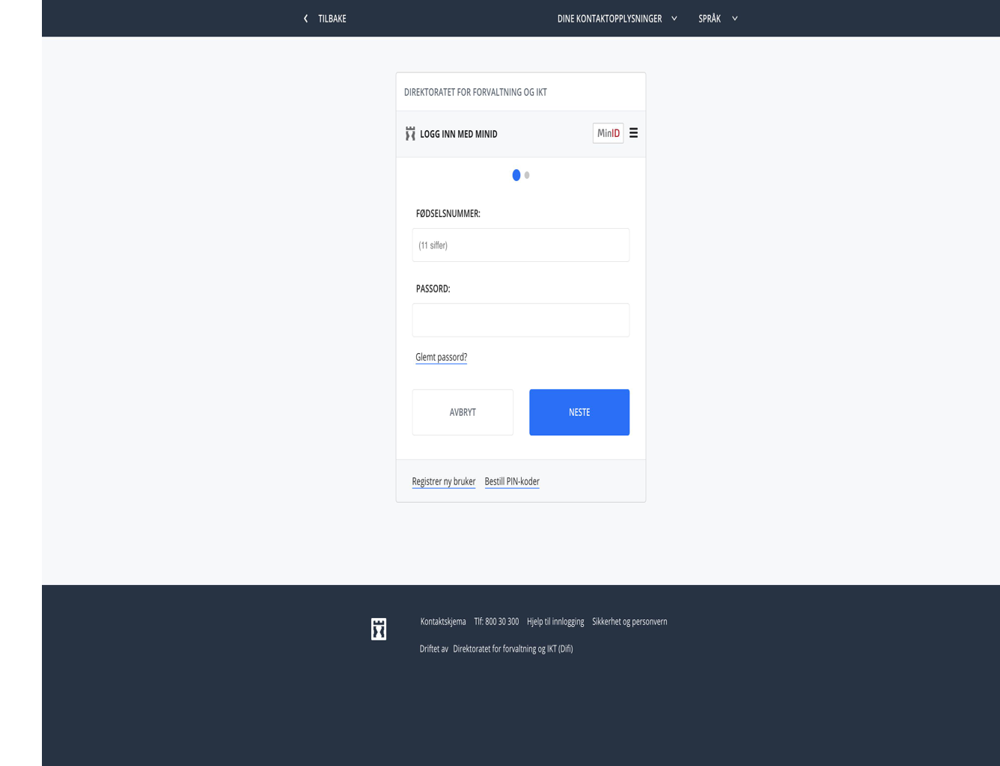 TILBAKE DINE KONTAKTOPPLYSNINGER SPRÅK
DIREKTORATET FOR FORVALTNING OG IKT
LOGG INN MED MINID MinID
FØDSELSNUMMER:
(11 siffer)
PASSORD:
Glemt passord?
AVBRYT NESTE
Registrer ny bruker Bestill PIN-koder
Kontaktskjema Tlf: 800 30 300 Hjelp til innlogging Sikkerhet og personvern
Driftet av Direktoratet for forvaltning og IKT (Difi)